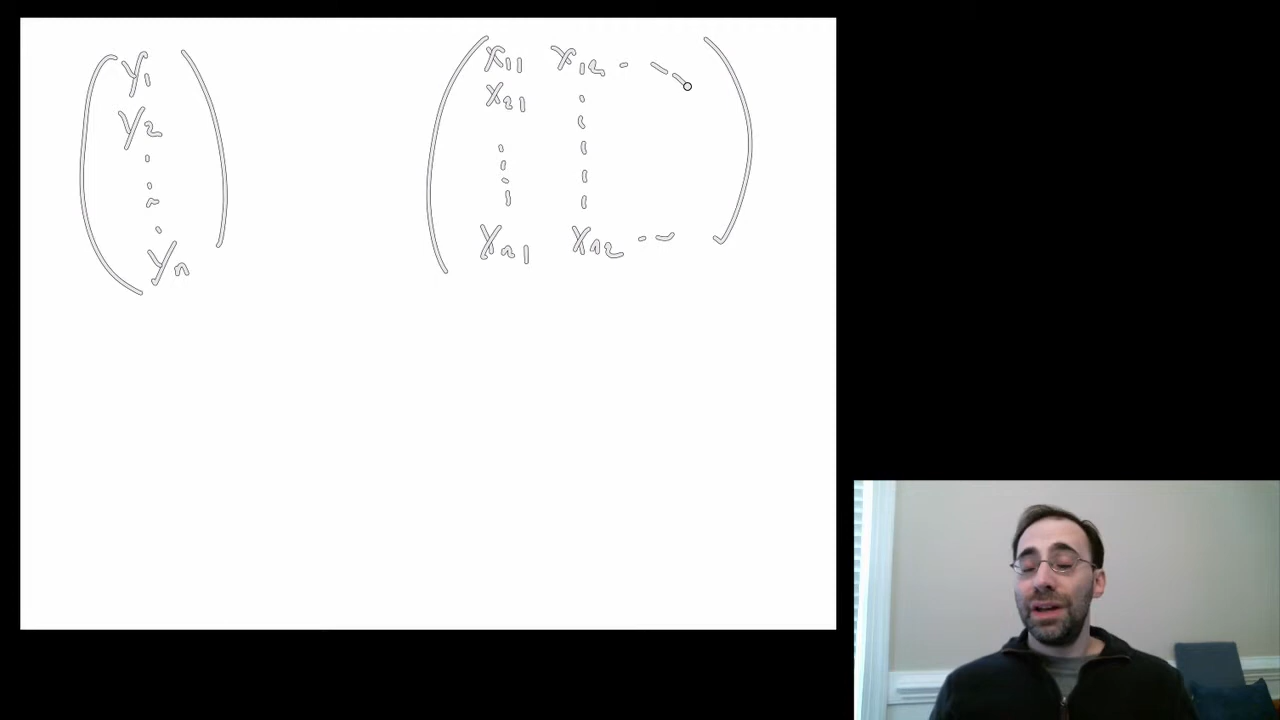 y1
y2
.
.
.
.
yn
x11 x12 . - -
x21 .
. .
. .
. .
. .
xn1 xn2 - -